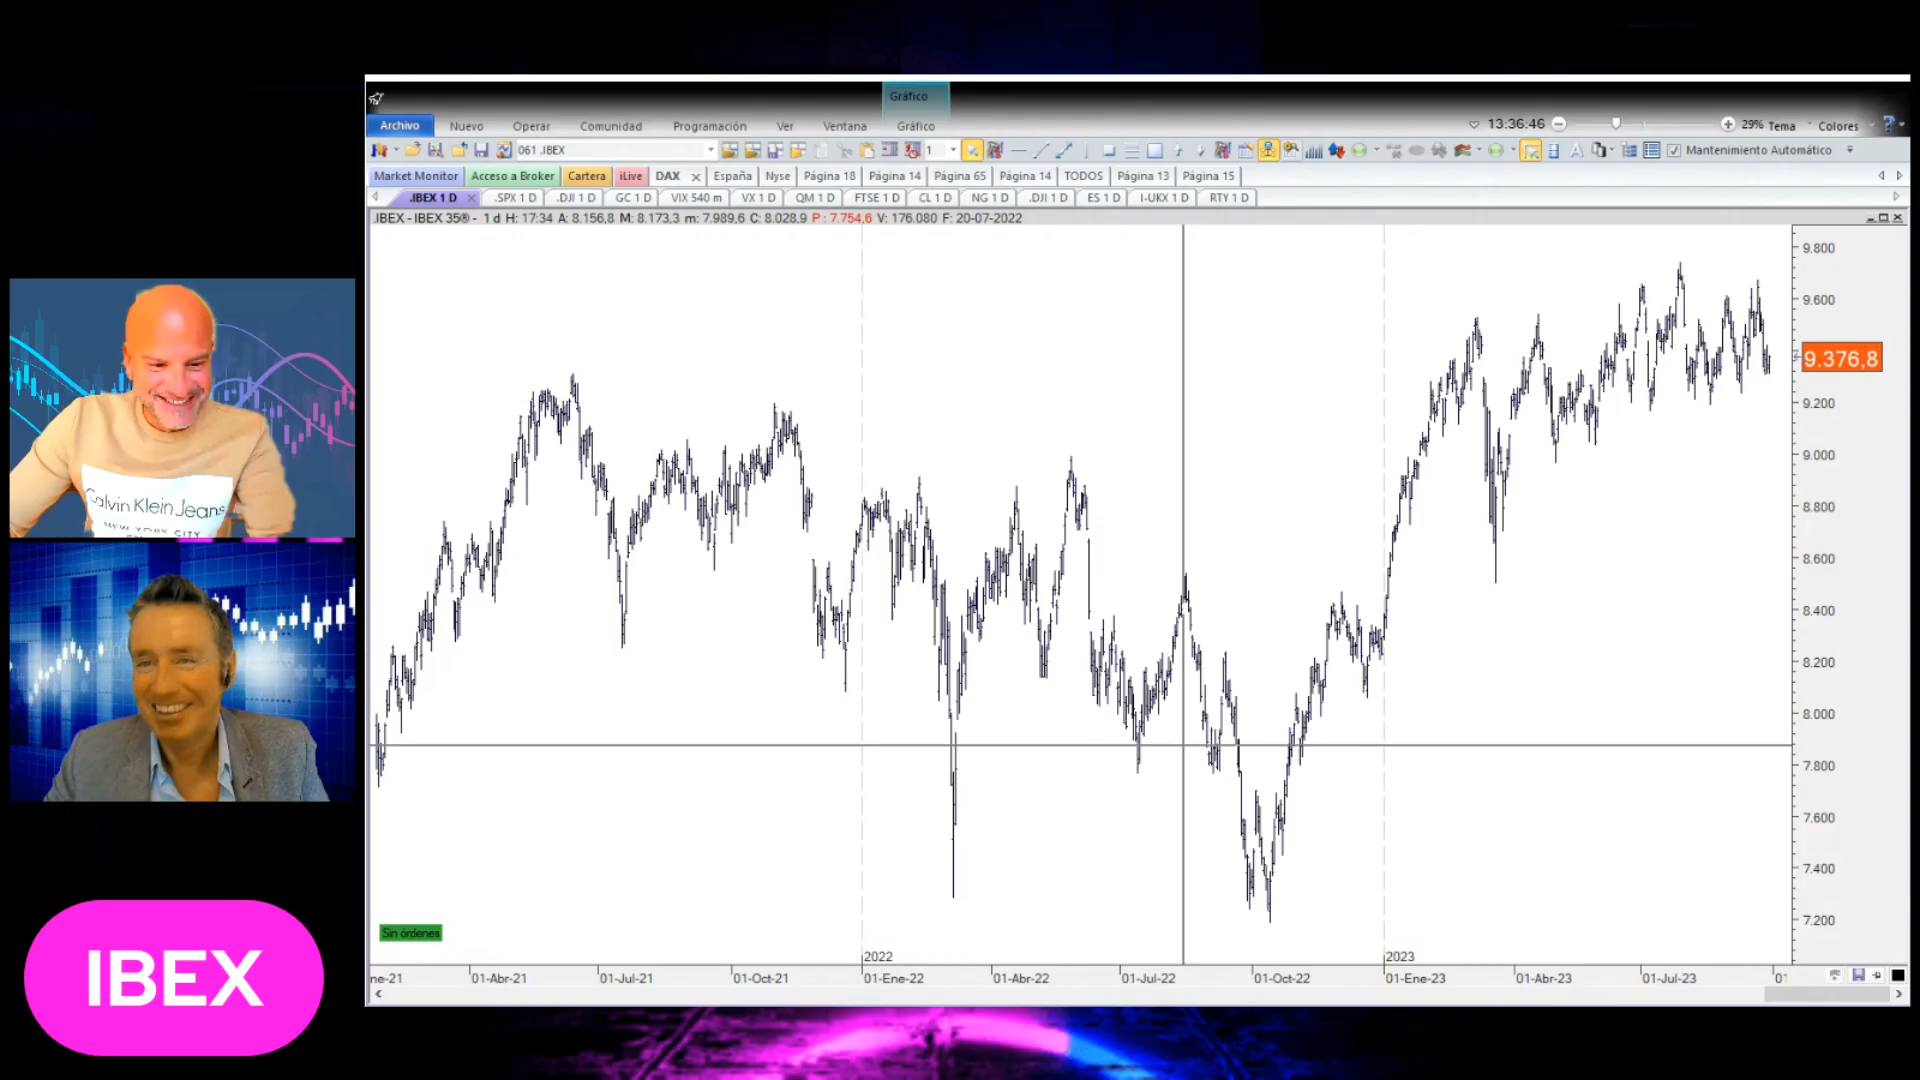 Gráfico
Archivo Nuevo Operar Comunidad Programación Ver Ventana Gráfico 13:36:46 29% Tema Colores
061 .IBEX 1 Mantenimiento Automático
Market Monitor Acceso a Broker Cartera iLive DAX España Nyse Página 18 Página 14 Página 65 Página 14 TODOS Página 13 Página 15
.IBEX 1 D .SPX 1 D .DJI 1 D GC 1 D VIX 540 m VX 1 D QM 1 D FTSE 1 D CL 1 D NG 1 D .DJI 1 D ES 1 D I-UKX 1 D RTY 1 D
.IBEX - IBEX 35® - 1 d H: 17:34 A: 8.156,8 M: 8.173,3 m: 7.989,6 C: 8.028,9 P : 7.754,6 V: 176.080 F: 20-07-2022
9.800
9.600
9.376,8
9.200
9.000
8.800
8.600
8.400
8.200
8.000
7.800
7.600
7.400
7.200
Sin órdenes
2022 2023
ne-21 01-Abr-21 01-Jul-21 01-Oct-21 01-Ene-22 01-Abr-22 01-Jul-22 01-Oct-22 01-Ene-23 01-Abr-23 01-Jul-23 01
Calvin Klein Jeans
NEW YORK CITY
IBEX